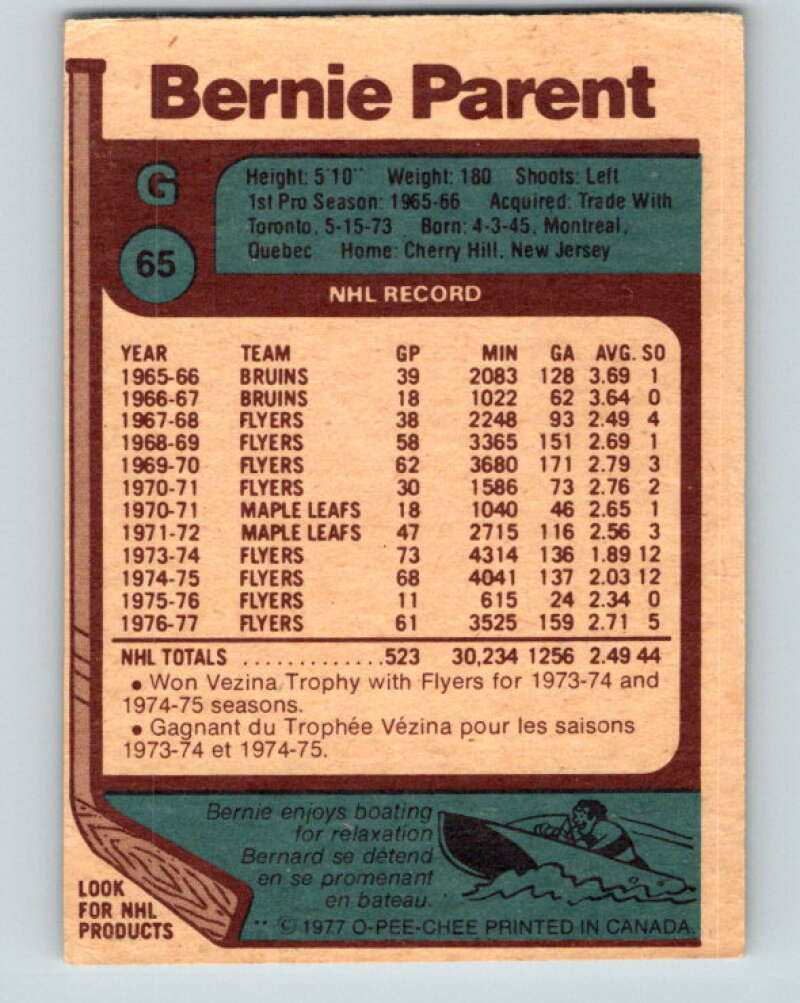 Bernie Parent
G
65
Height: 5'10" Weight: 180 Shoots: Left
1st Pro Season: 1965-66 Acquired: Trade With
Toronto, 5-15-73 Born: 4-3-45, Montreal,
Quebec Home: Cherry Hill, New Jersey
NHL RECORD
YEAR TEAM GP MIN GA AVG. SO
1965-66 BRUINS 39 2083 128 3.69 1
1966-67 BRUINS 18 1022 62 3.64 0
1967-68 FLYERS 38 2248 93 2.49 4
1968-69 FLYERS 58 3365 151 2.69 1
1969-70 FLYERS 62 3680 171 2.79 3
1970-71 FLYERS 30 1586 73 2.76 2
1970-71 MAPLE LEAFS 18 1040 46 2.65 1
1971-72 MAPLE LEAFS 47 2715 116 2.56 3
1973-74 FLYERS 73 4314 136 1.89 12
1974-75 FLYERS 68 4041 137 2.03 12
1975-76 FLYERS 11 615 24 2.34 0
1976-77 FLYERS 61 3525 159 2.71 5
NHL TOTALS .............523 30,234 1256 2.49 44
• Won Vezina Trophy with Flyers for 1973-74 and
1974-75 seasons.
• Gagnant du Trophée Vézina pour les saisons
1973-74 et 1974-75.
Bernie enjoys boating
for relaxation
Bernard se détend
en se promenant
en bateau.
LOOK
FOR NHL
PRODUCTS
** © 1977 O-PEE-CHEE PRINTED IN CANADA.